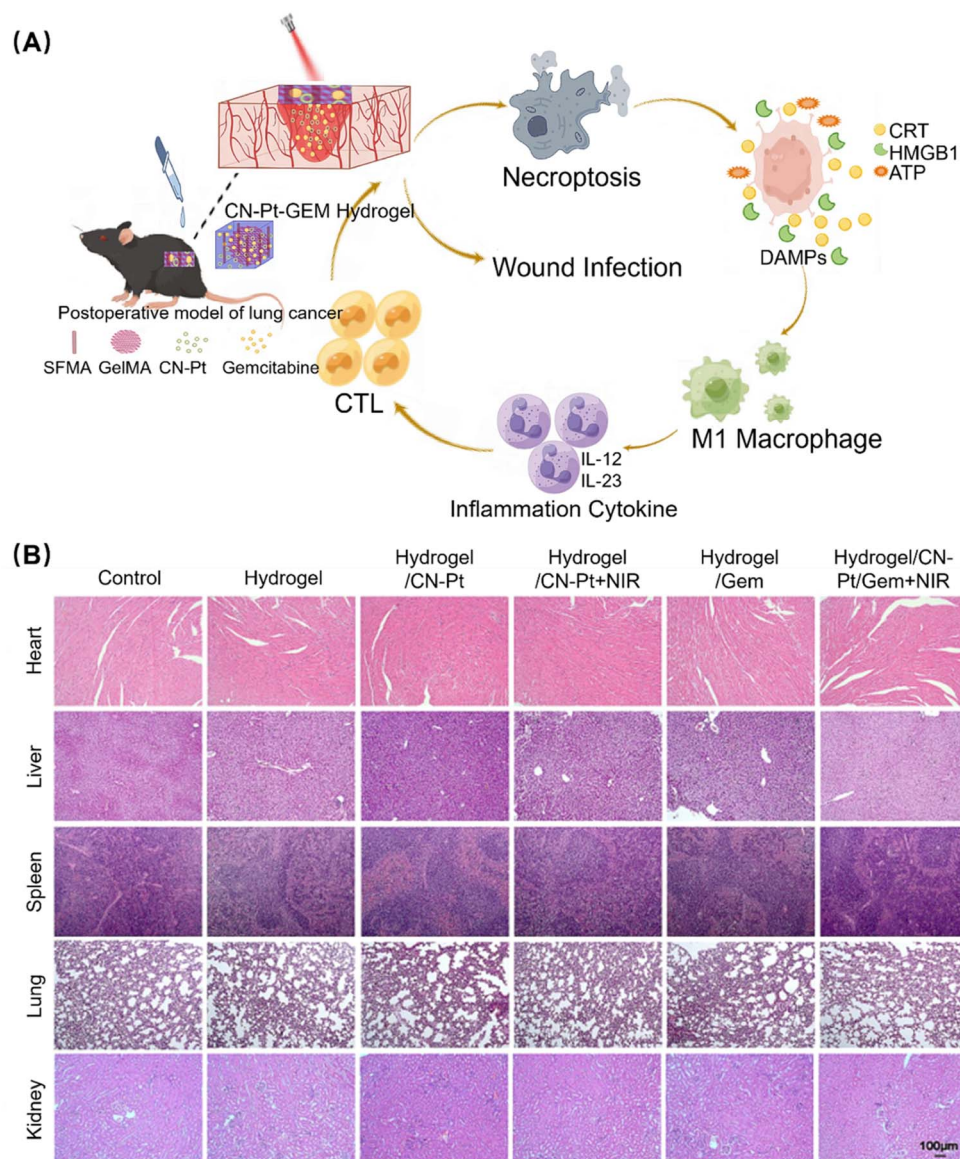 (A)
CN-Pt-GEM Hydrogel
Postoperative model of lung cancer
SFMA GelMA CN-Pt Gemcitabine
Necroptosis
Wound Infection
CRT
HMGB1
ATP
DAMPs
M1 Macrophage
IL-12
IL-23
Inflammation Cytokine
CTL
(B)
Control
Hydrogel
Hydrogel
/CN-Pt
Hydrogel
/CN-Pt+NIR
Hydrogel
/Gem
Hydrogel/CN-
Pt/Gem+NIR
Heart
Liver
Spleen
Lung
Kidney
100μm